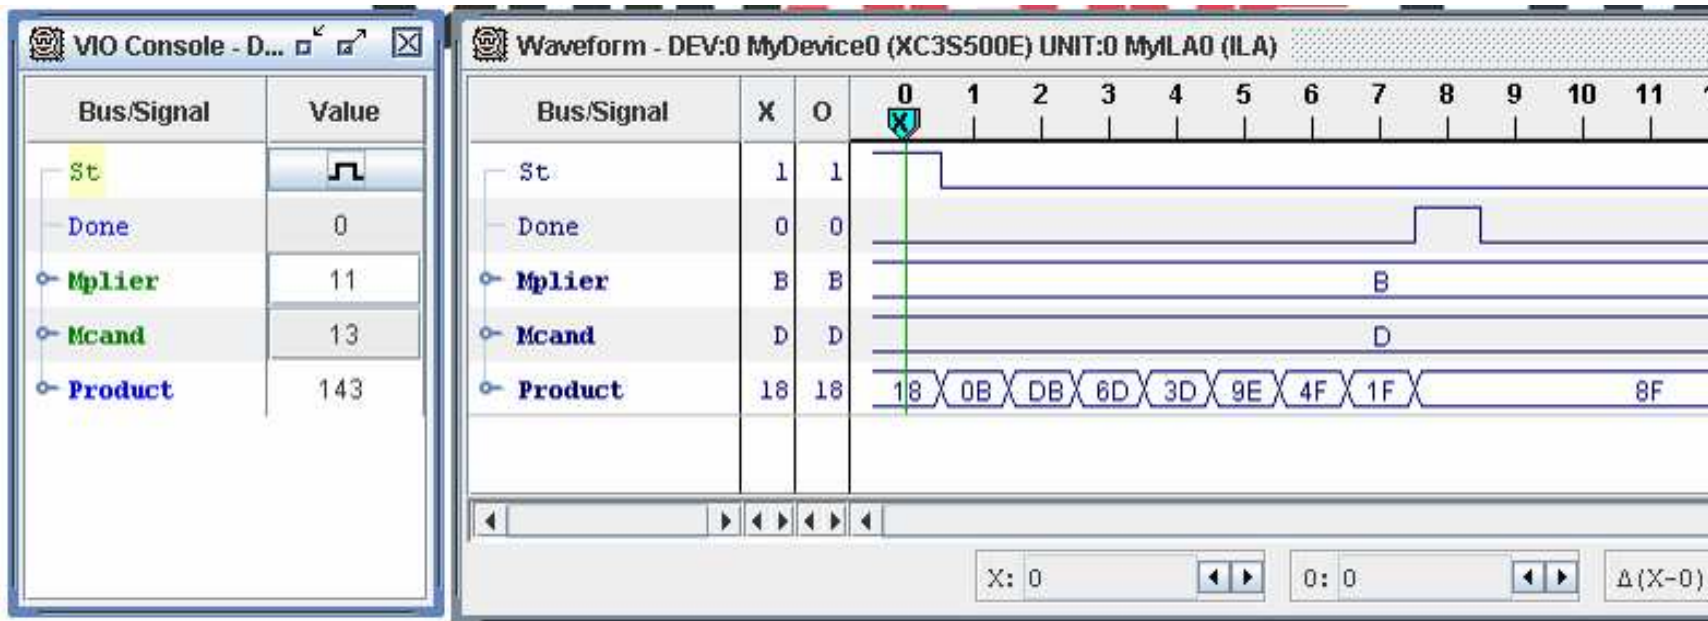 VIO Console - D...
Bus/Signal Value
St
Done 0
Mplier 11
Mcand 13
Product 143
Waveform - DEV:0 MyDevice0 (XC3S500E) UNIT:0 MyILA0 (ILA)
Bus/Signal X O 0 1 2 3 4 5 6 7 8 9 10 11
X
St 1 1
Done 0 0
Mplier B B B
Mcand D D D
Product 18 18 18 0B DB 6D 3D 9E 4F 1F 8F
X: 0 O: 0 Δ(X-O)